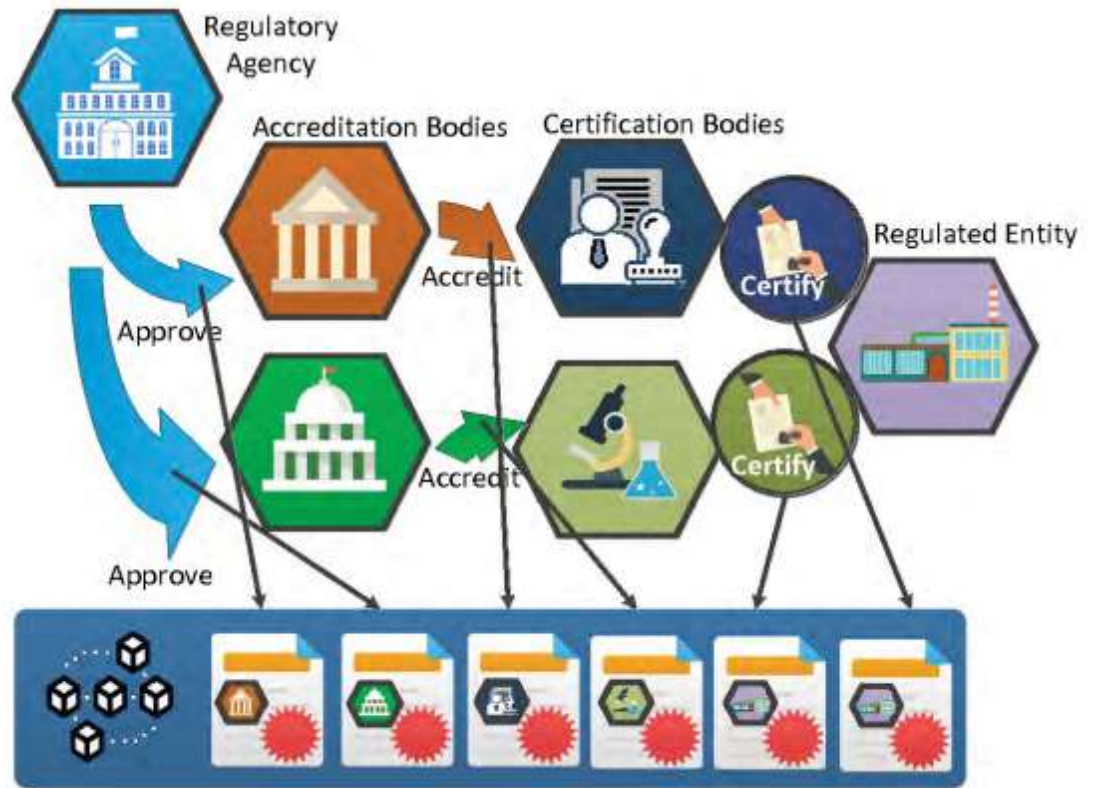 Regulatory
Agency
Accreditation Bodies
Certification Bodies
Regulated Entity
Accredit
Certify
Approve
Accredit
Certify
Approve